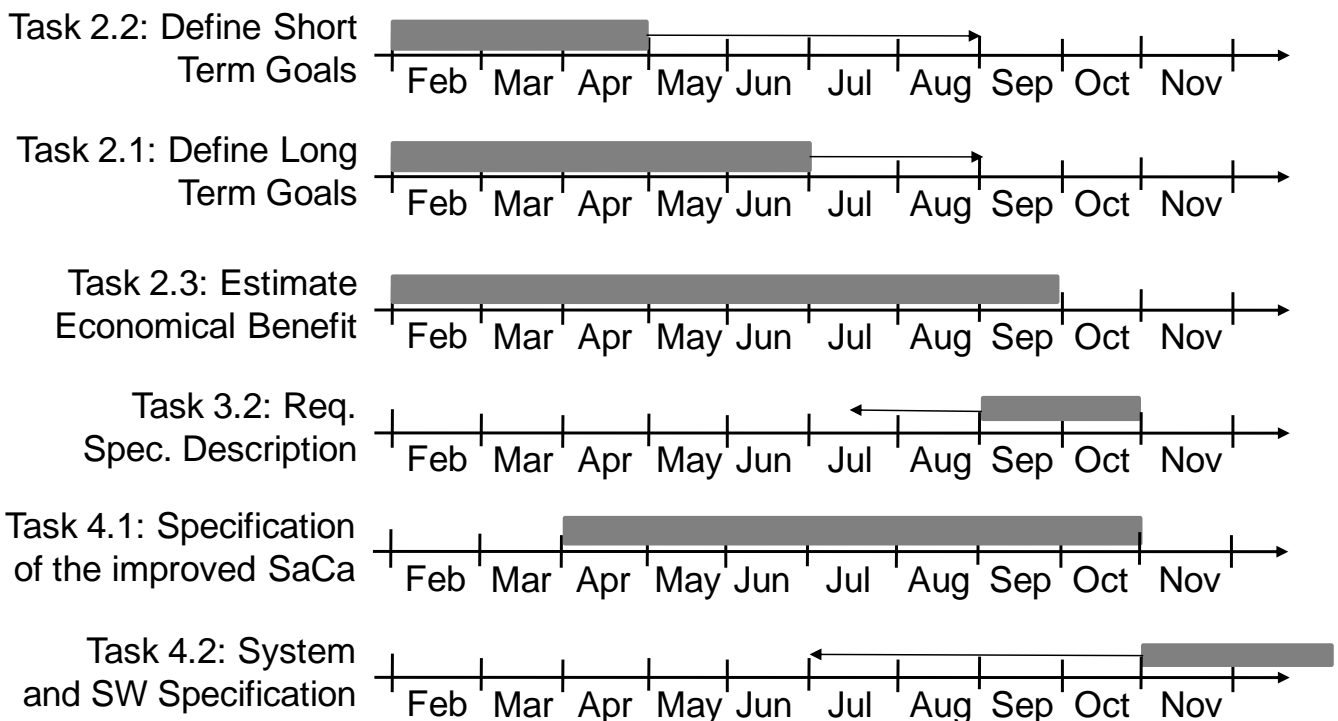 Task 2.2: Define Short
Term Goals
Feb Mar Apr May Jun Jul Aug Sep Oct Nov
Task 2.1: Define Long
Term Goals
Feb Mar Apr May Jun Jul Aug Sep Oct Nov
Task 2.3: Estimate
Economical Benefit
Feb Mar Apr May Jun Jul Aug Sep Oct Nov
Task 3.2: Req.
Spec. Description
Feb Mar Apr May Jun Jul Aug Sep Oct Nov
Task 4.1: Specification
of the improved SaCa
Feb Mar Apr May Jun Jul Aug Sep Oct Nov
Task 4.2: System
and SW Specification
Feb Mar Apr May Jun Jul Aug Sep Oct Nov